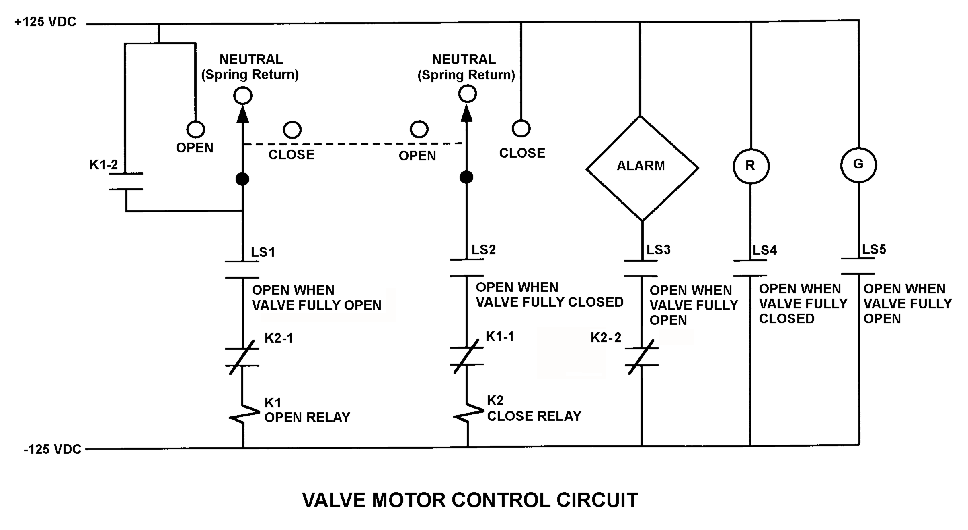 +125 VDC
NEUTRAL
(Spring Return)
NEUTRAL
(Spring Return)
OPEN
CLOSE
OPEN
CLOSE
K1-2
ALARM
R
G
LS1
OPEN WHEN
VALVE FULLY OPEN
LS2
OPEN WHEN
VALVE FULLY CLOSED
LS3
OPEN WHEN
VALVE FULLY
OPEN
LS4
OPEN WHEN
VALVE FULLY
CLOSED
LS5
OPEN WHEN
VALVE FULLY
OPEN
K2-1
K1-1
K2-2
K1
OPEN RELAY
K2
CLOSE RELAY
-125 VDC
VALVE MOTOR CONTROL CIRCUIT